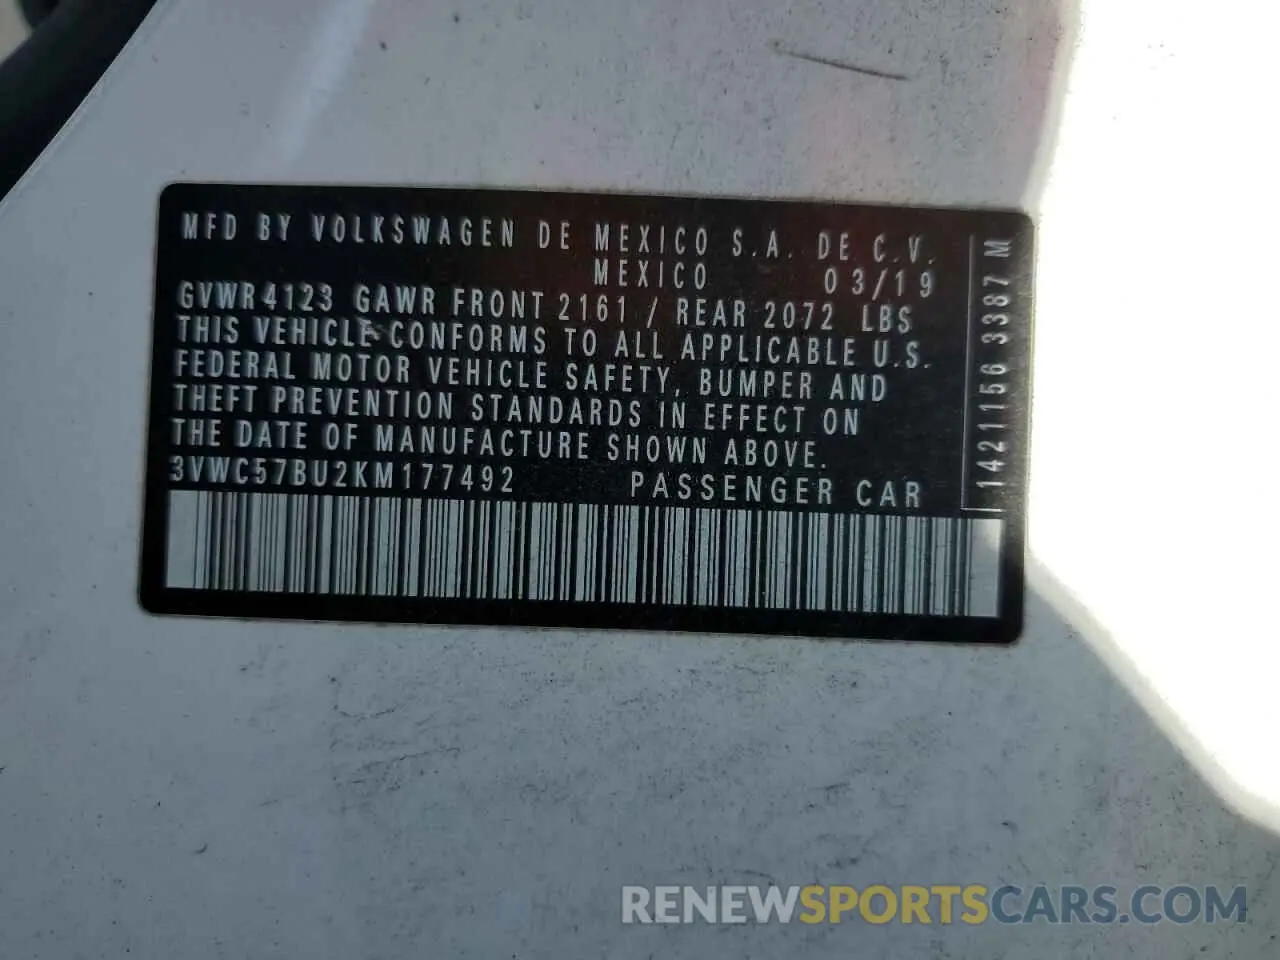 MFD BY VOLKSWAGEN DE MEXICO S.A. DE C.V.
MEXICO 03/19
GVWR 4123 GAWR FRONT 2161 / REAR 2072 LBS
THIS VEHICLE CONFORMS TO ALL APPLICABLE U.S.
FEDERAL MOTOR VEHICLE SAFETY, BUMPER AND
THEFT PREVENTION STANDARDS IN EFFECT ON
THE DATE OF MANUFACTURE SHOWN ABOVE.
3VWC57BU2KM177492 PASSENGER CAR
1421156 3387 M
RENEWSPORTSCARS.COM